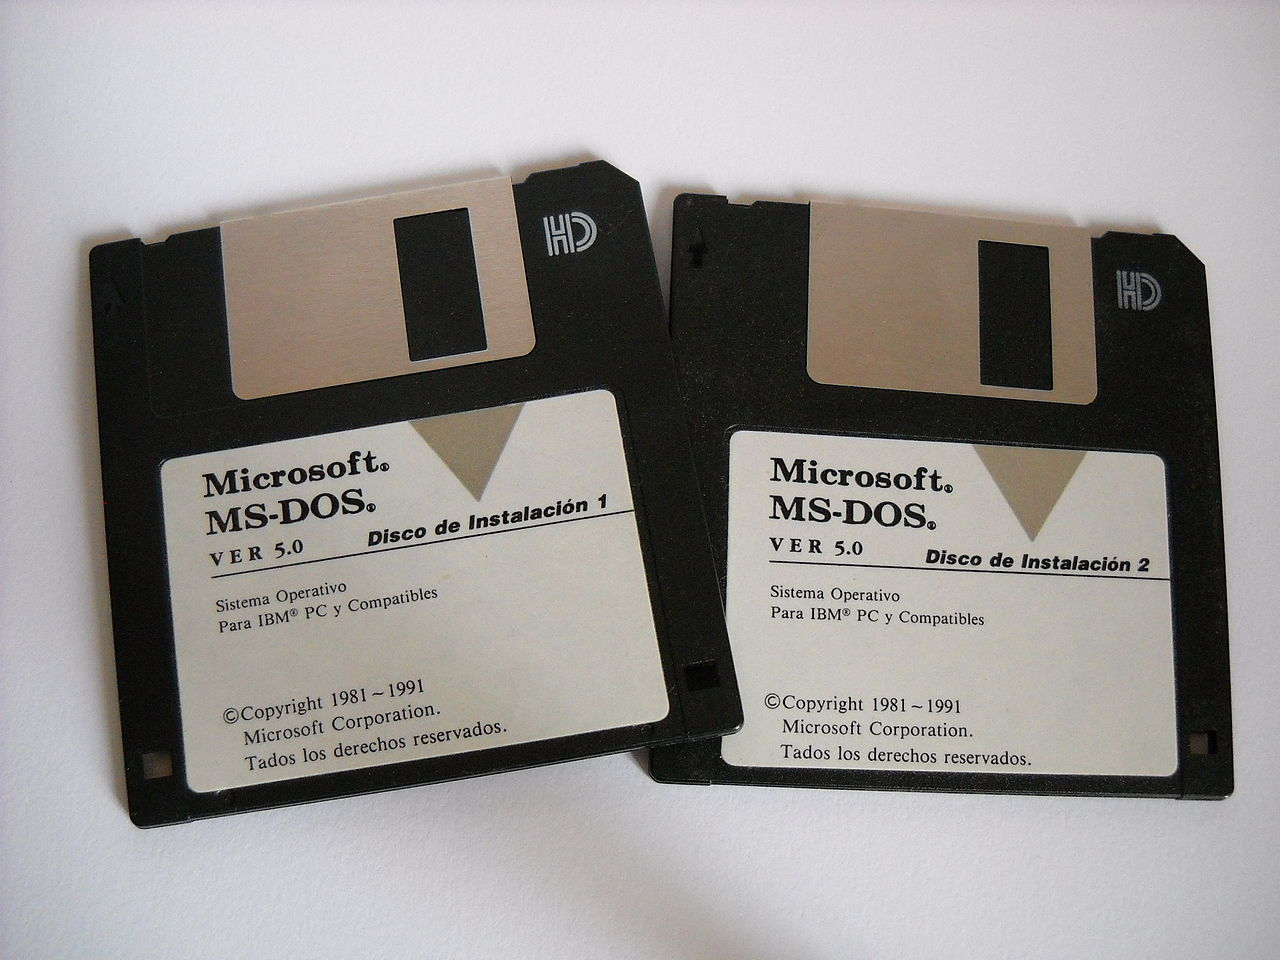 HD
Microsoft®
MS-DOS®
VER 5.0
Disco de Instalación 1
Sistema Operativo
Para IBM® PC y Compatibles
©Copyright 1981~1991
Microsoft Corporation.
Tados los derechos reservados.
HD
Microsoft®
MS-DOS®
VER 5.0
Disco de Instalación 2
Sistema Operativo
Para IBM® PC y Compatibles
©Copyright 1981~1991
Microsoft Corporation.
Tados los derechos reservados.